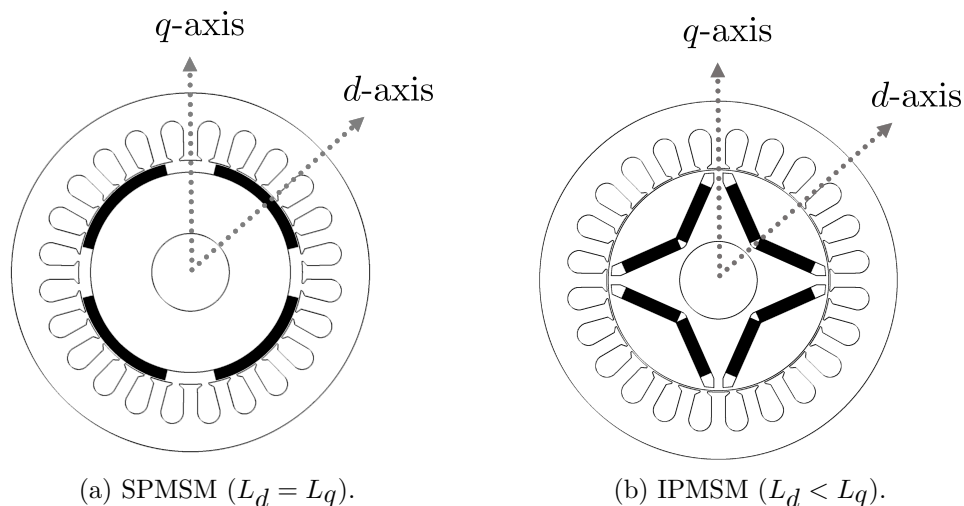 q-axis
d-axis
q-axis
d-axis
(a) SPMSM (L_d = L_q).
(b) IPMSM (L_d < L_q).